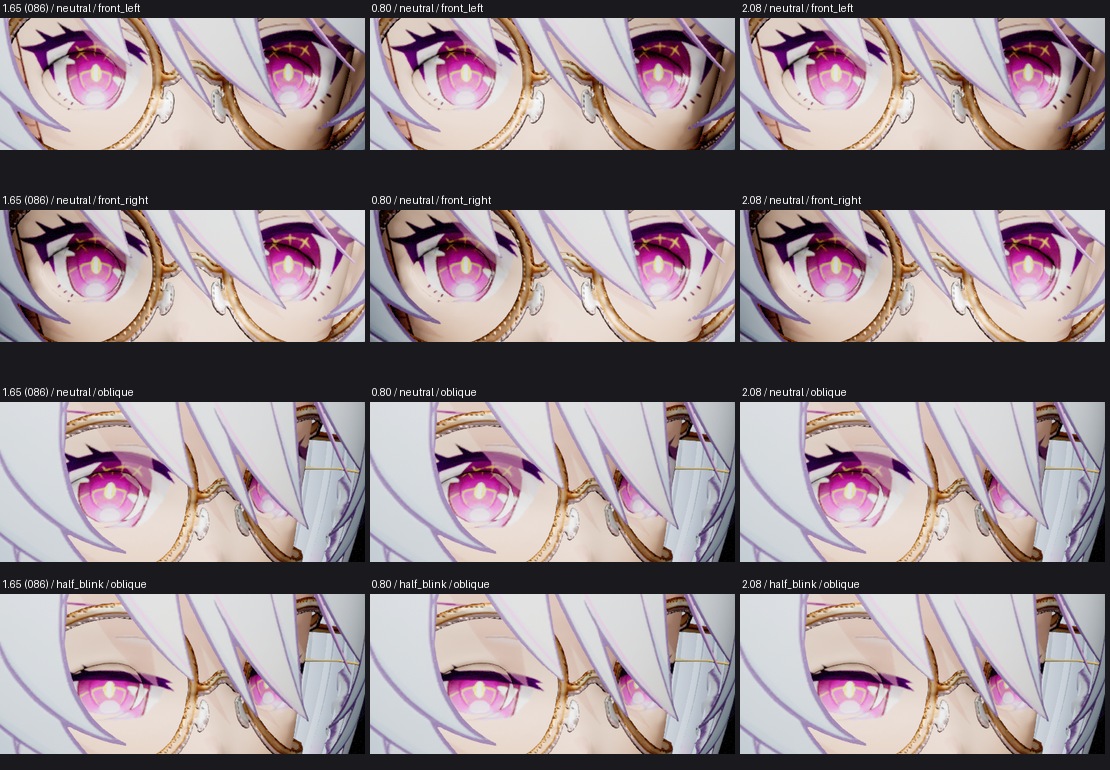 1.65 (086) / neutral / front_left
0.80 / neutral / front_left
2.08 / neutral / front_left
1.65 (086) / neutral / front_right
0.80 / neutral / front_right
2.08 / neutral / front_right
1.65 (086) / neutral / oblique
0.80 / neutral / oblique
2.08 / neutral / oblique
1.65 (086) / half_blink / oblique
0.80 / half_blink / oblique
2.08 / half_blink / oblique